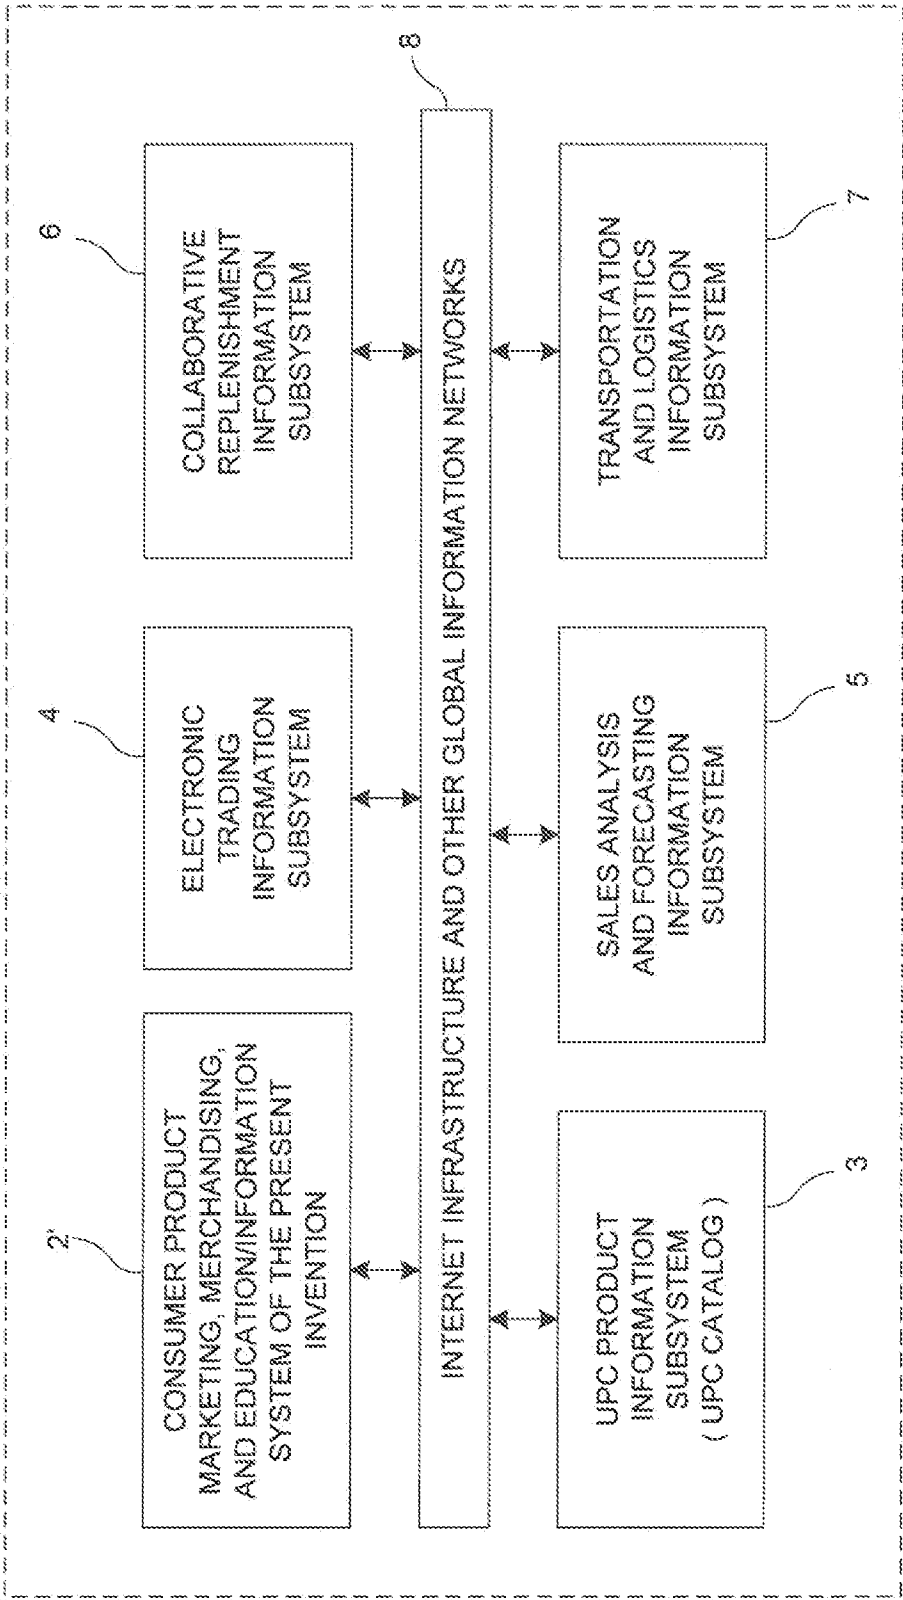 2'
CONSUMER PRODUCT
MARKETING, MERCHANDISING,
AND EDUCATION/INFORMATION
SYSTEM OF THE PRESENT
INVENTION
4
ELECTRONIC
TRADING
INFORMATION
SUBSYSTEM
6
COLLABORATIVE
REPLENISHMENT
INFORMATION
SUBSYSTEM
8
INTERNET INFRASTRUCTURE AND OTHER GLOBAL INFORMATION NETWORKS
UPC PRODUCT
INFORMATION
SUBSYSTEM
( UPC CATALOG )
3
SALES ANALYSIS
AND FORECASTING
INFORMATION
SUBSYSTEM
5
TRANSPORTATION
AND LOGISTICS
INFORMATION
SUBSYSTEM
7